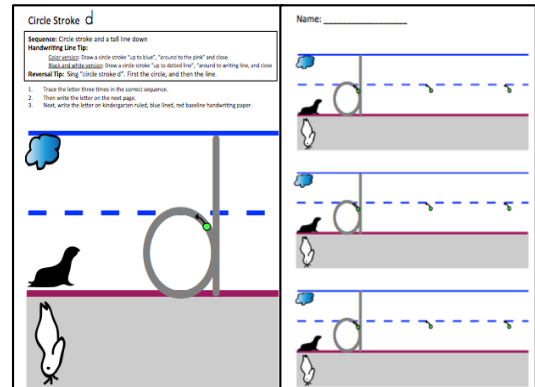 Circle Stroke d
Sequence: Circle stroke and a tall line down
Handwriting Line Tip:
Color version: Draw a circle stroke "up to blue", "around to the pink" and close.
Black and white version: Draw a circle stroke "up to dotted line", "around to writing line, and close
Reversal Tip: Sing "circle stroke d". First the circle, and then the line.
1. Trace the letter three times in the correct sequence.
2. Then write the letter on the next page.
3. Next, write the letter on kindergarten ruled, blue lined, red baseline handwriting paper.
d
Name: _________________
d
d
d